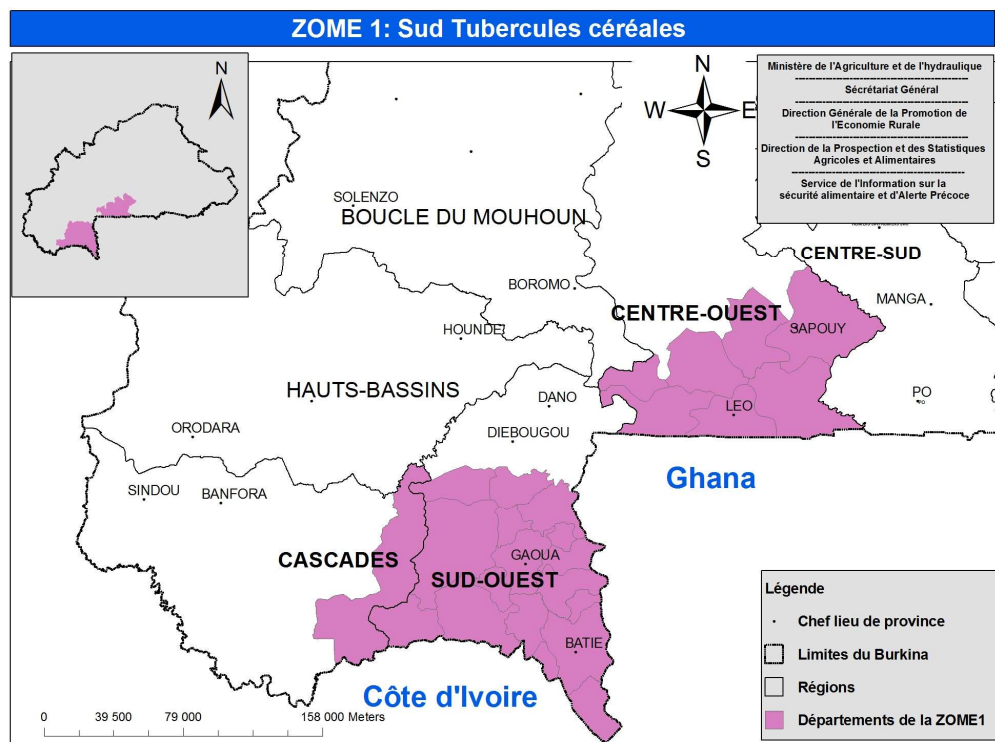 ZOME 1: Sud Tubercules céréales
N
N
W
E
S
Ministère de l'Agriculture et de l'hydraulique
Sécrétariat Général
Direction Générale de la Promotion de
l'Economie Rurale
Direction de la Prospection et des Statistiques
Agricoles et Alimentaires
Service de l'Information sur la
sécurité alimentaire et d'Alerte Précoce
SOLENZO
BOUCLE DU MOUHOUN
CENTRE-SUD
BOROMO
MANGA
CENTRE-OUEST
HOUNDE
SAPOUY
HAUTS-BASSINS
DANO
PO
PO
LEO
ORODARA
DIEBOUGOU
Ghana
SINDOU
BANFORA
CASCADES
GAOUA
SUD-OUEST
BATIE
Côte d'Ivoire
Légende
Chef lieu de province
Limites du Burkina
Régions
Départements de la ZOME1
0 39 500 79 000 158 000 Meters